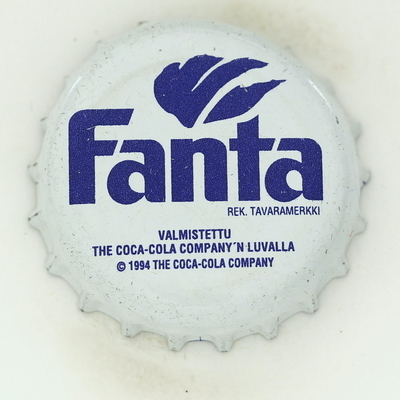 Fanta
REK. TAVARAMERKKI
VALMISTETTU
THE COCA-COLA COMPANY´N LUVALLA
© 1994 THE COCA-COLA COMPANY